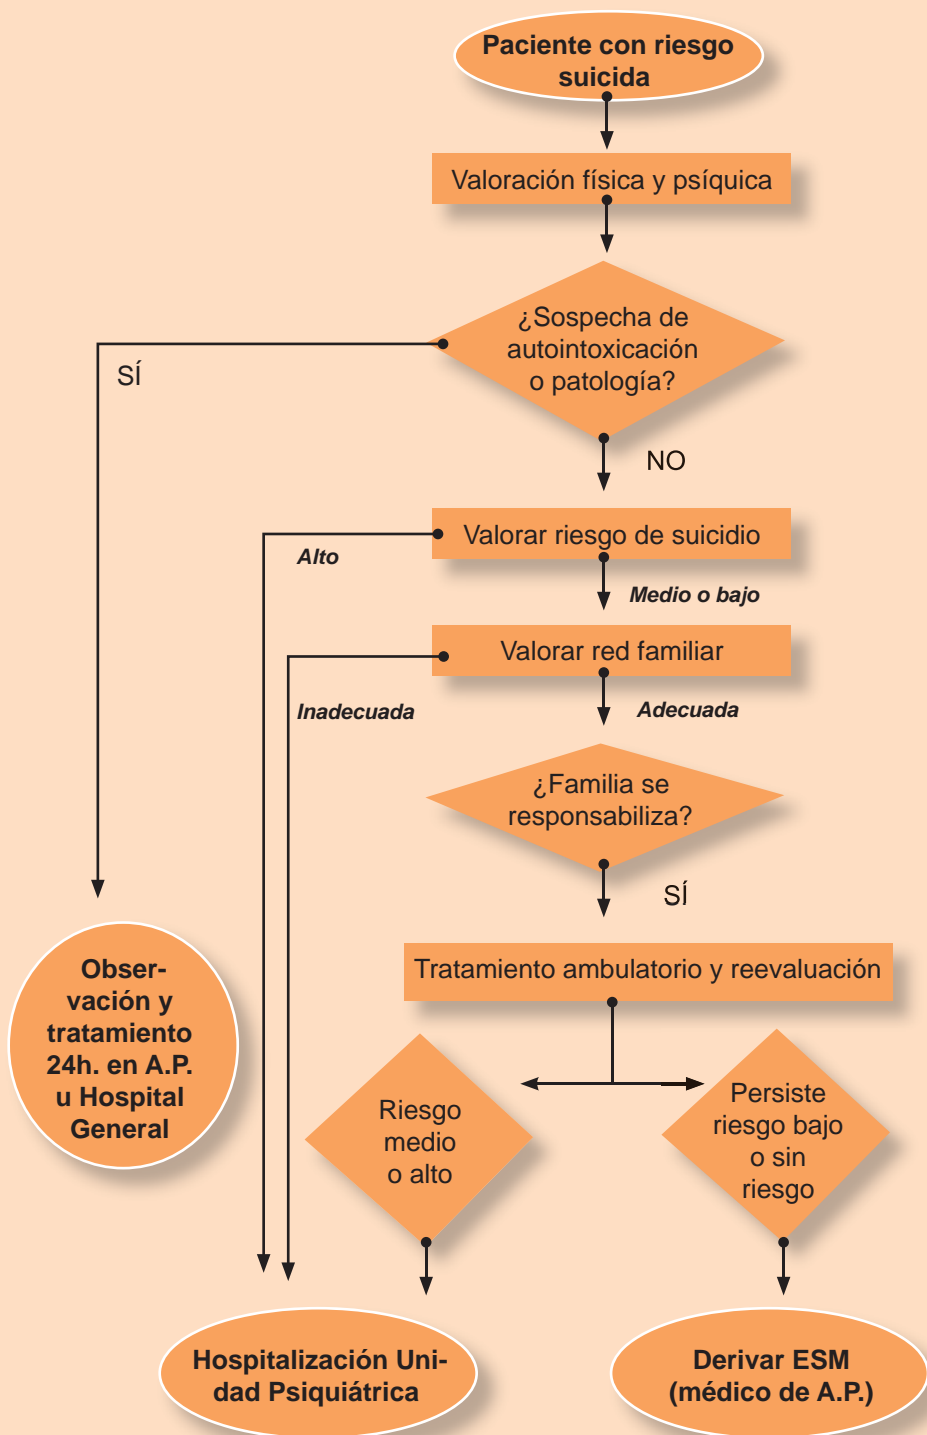 Paciente con riesgo
suicida
Valoración física y psíquica
¿Sospecha de
autointoxicación
o patología?
SÍ
NO
Valorar riesgo de suicidio
Alto
Medio o bajo
Valorar red familiar
Inadecuada
Adecuada
¿Familia se
responsabiliza?
SÍ
Tratamiento ambulatorio y reevaluación
Obser-
vación y
tratamiento
24h. en A.P.
u Hospital
General
Riesgo
medio
o alto
Persiste
riesgo bajo
o sin
riesgo
Hospitalización Uni-
dad Psiquiátrica
Derivar ESM
(médico de A.P.)